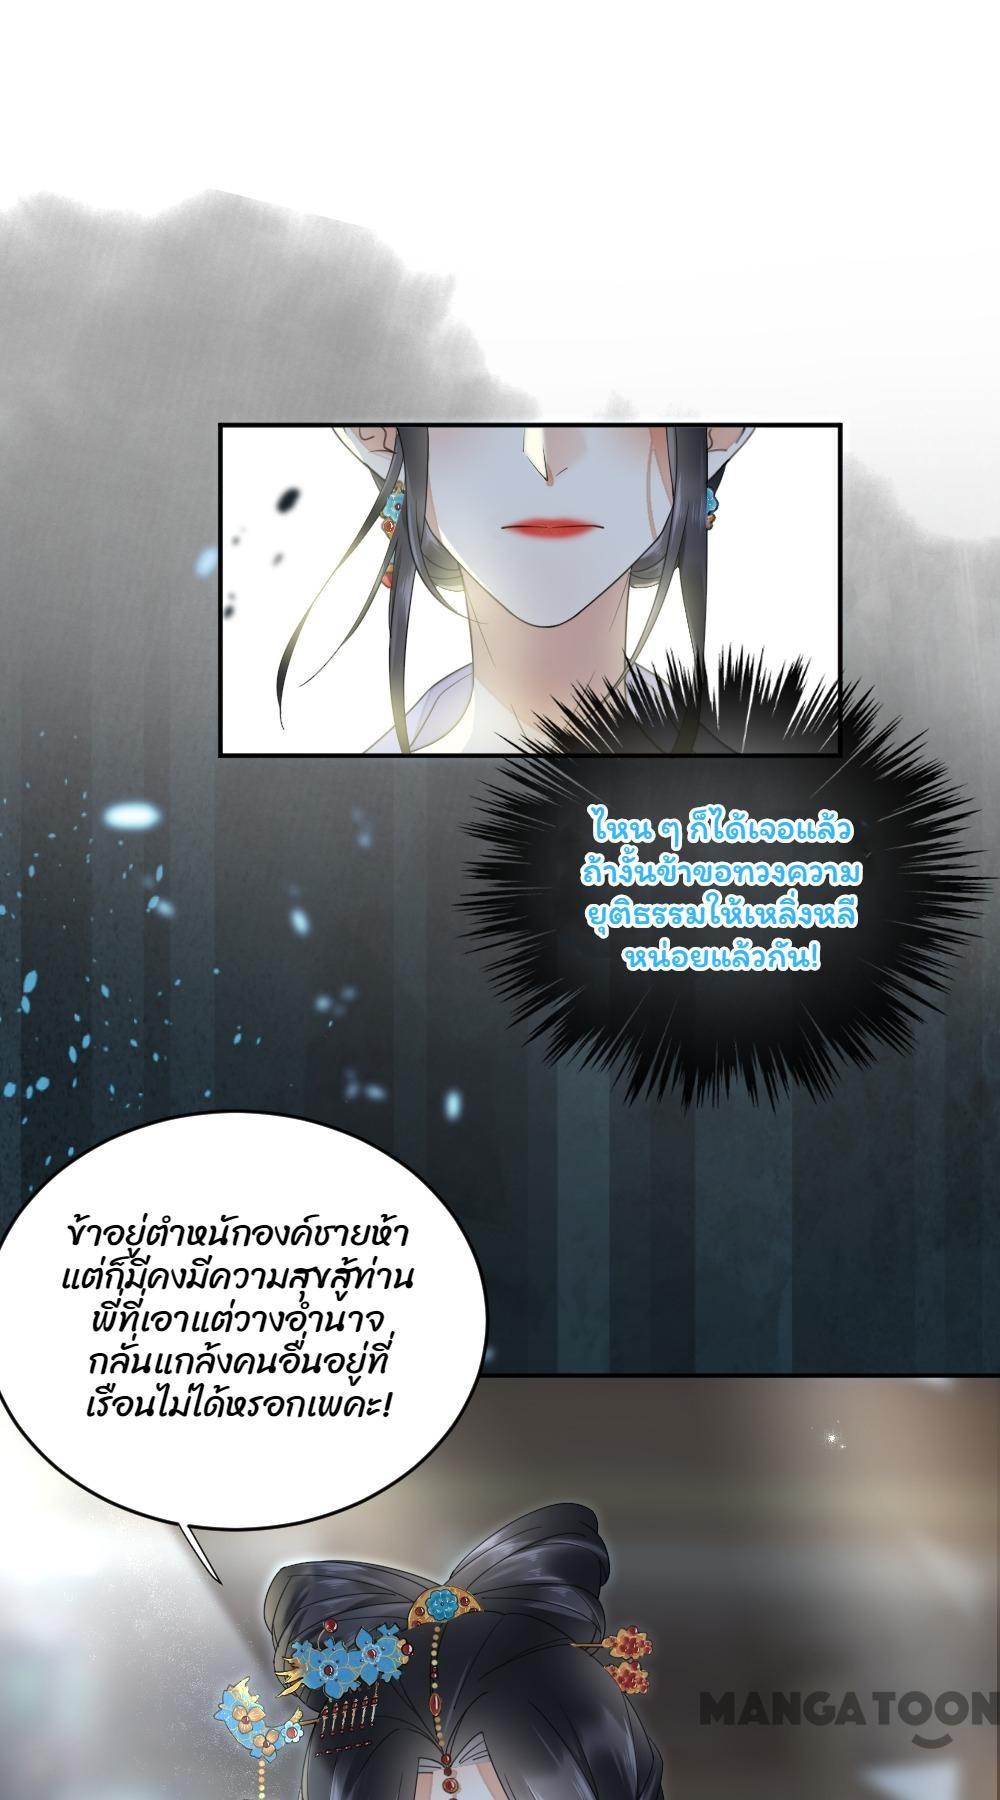 ไหน ๆ ก็ได้เจอแล้ว
ถ้างั้นข้าขอทวงความ
ยุติธรรมให้เหลิ่งหลี
หน่อยแล้วกัน!
ข้าอยู่ตำหนักองค์ชายห้า
แต่ก็มีคงมีความสุขสู้ท่าน
พี่ที่เอาแต่วางอำนาจ
กลั่นแกล้งคนอื่นอยู่ที่
เรือนไม่ได้หรอกเพคะ!
MANGATOON